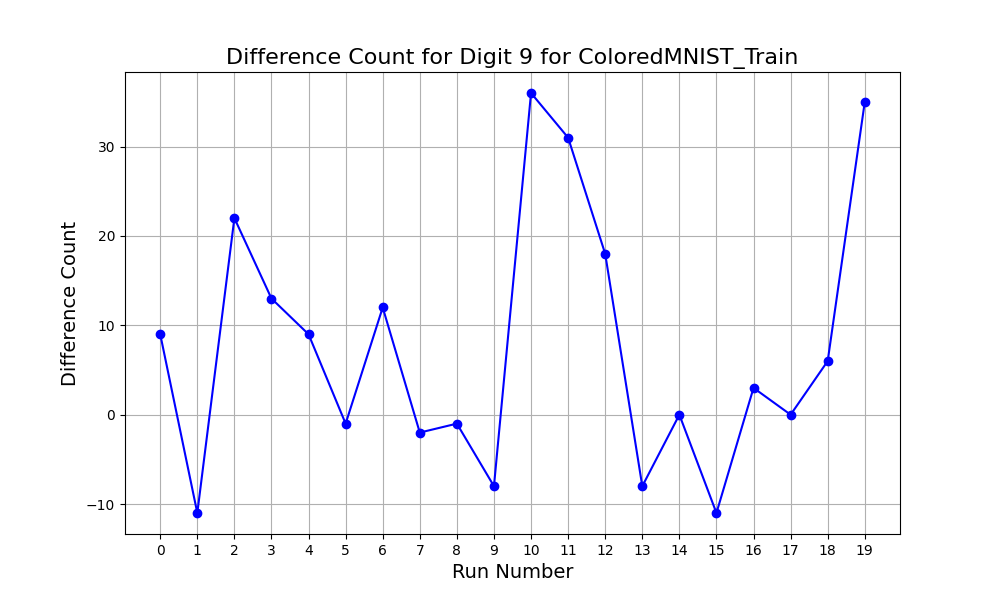 Difference Count for Digit 9 for ColoredMNIST_Train
Difference Count
30
20
10
0
−10
0 1 2 3 4 5 6 7 8 9 10 11 12 13 14 15 16 17 18 19
Run Number